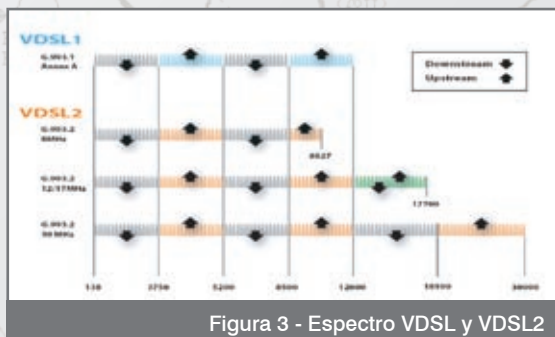 VDSL1
G.993.1
Annex A
Downstream
Upstream
VDSL2
G.993.2
8MHz
8827
G.993.2
12/17MHz
17700
G.993.2
30 MHz
138 3750 5200 8500 12000 30000
Figura 3 - Espectro VDSL y VDSL2